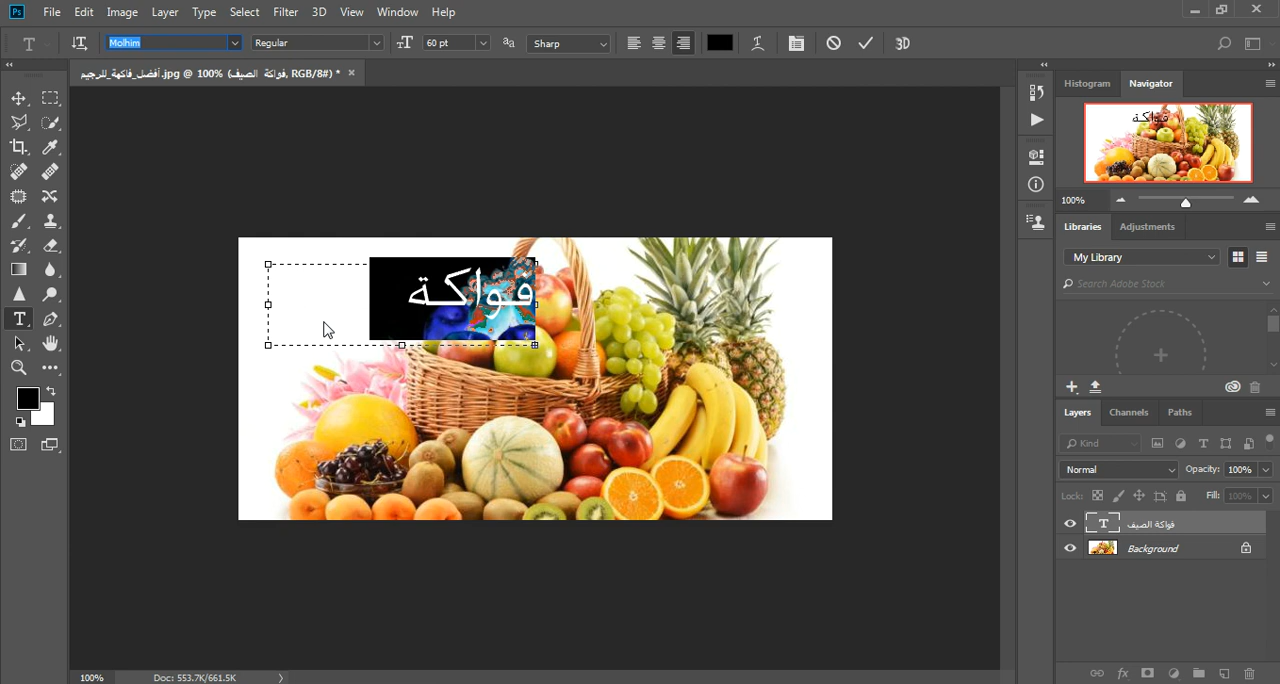 File Edit Image Layer Type Select Filter 3D View Window Help
Molhim Regular 60 pt Sharp 3D
أفضل_فاكهة_للرجيم.jpg @ 100% (فواكة الصيف, RGB/8#) *
Histogram Navigator
فواكة
100%
Libraries Adjustments
My Library
Search Adobe Stock
فواكة
Layers Channels Paths
Kind
Normal Opacity: 100%
Lock: Fill: 100%
فواكة الصيف
Background
100% Doc: 553.7K/661.5K